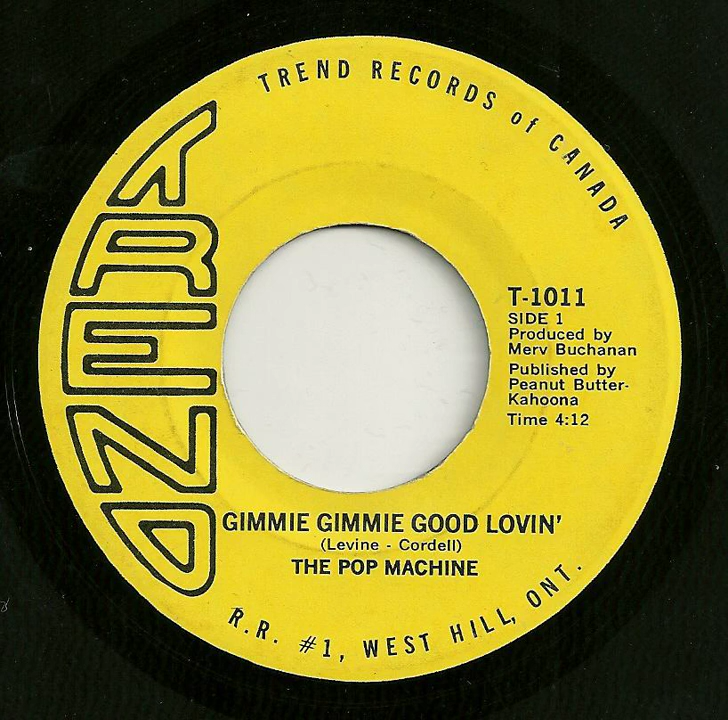 TREND RECORDS of CANADA
TREND
T-1011
SIDE 1
Produced by
Merv Buchanan
Published by
Peanut Butter-
Kahoona
Time 4:12
GIMMIE GIMMIE GOOD LOVIN'
(Levine - Cordell)
THE POP MACHINE
R.R. #1, WEST HILL, ONT.